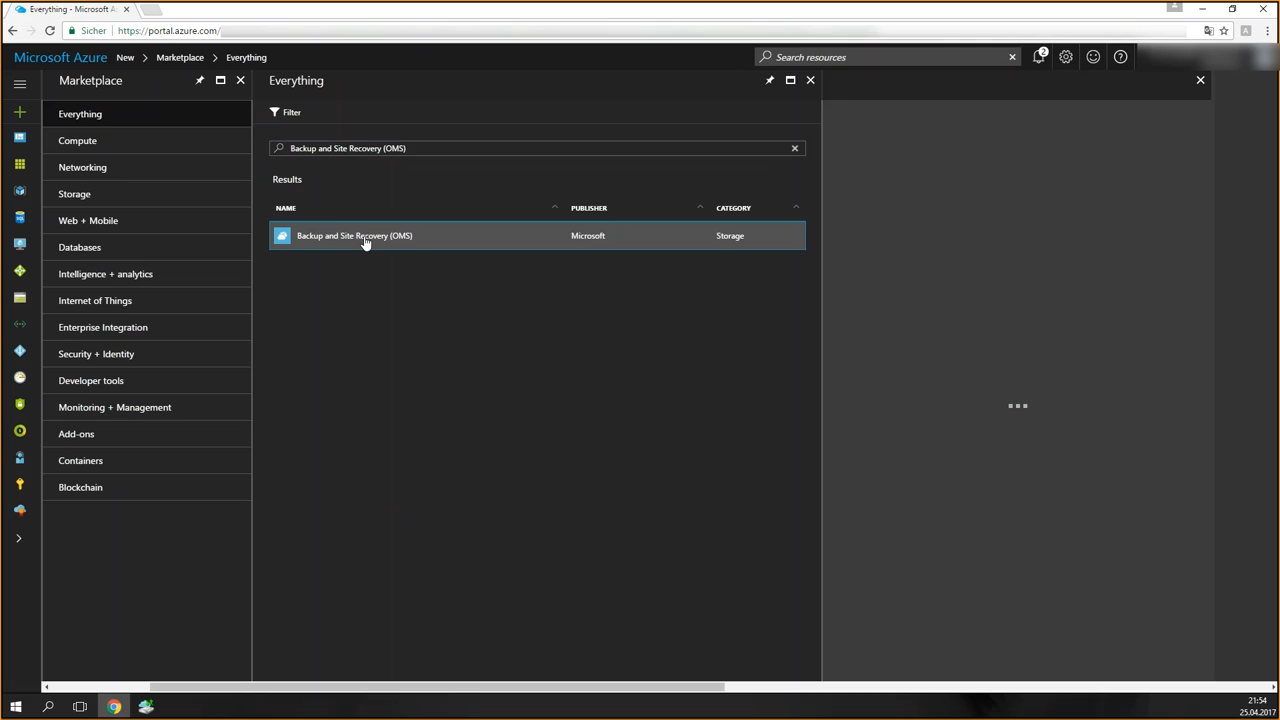 Everything - Microsoft A
Sicher
https://portal.azure.com/
Microsoft Azure
New
Marketplace
Everything
Search resources
2
Marketplace
Everything
Everything
Compute
Networking
Storage
Web + Mobile
Databases
Intelligence + analytics
Internet of Things
Enterprise Integration
Security + Identity
Developer tools
Monitoring + Management
Add-ons
Containers
Blockchain
Filter
Backup and Site Recovery (OMS)
Results
NAME PUBLISHER CATEGORY
Backup and Site Recovery (OMS) Microsoft Storage
21:54
25.04.2017